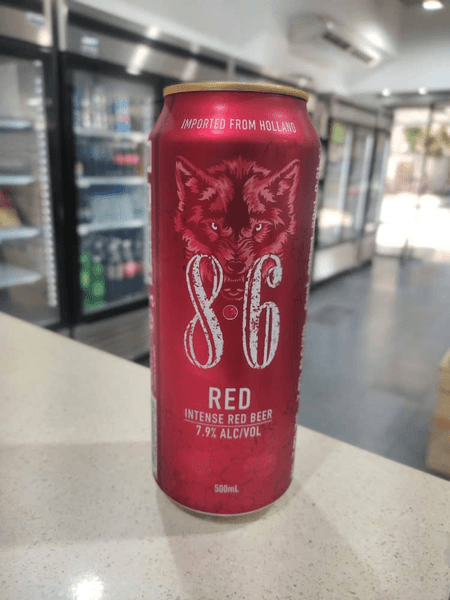 IMPORTED FROM HOLLAND
8.6
RED
INTENSE RED BEER
7.9% ALC/VOL
500mL